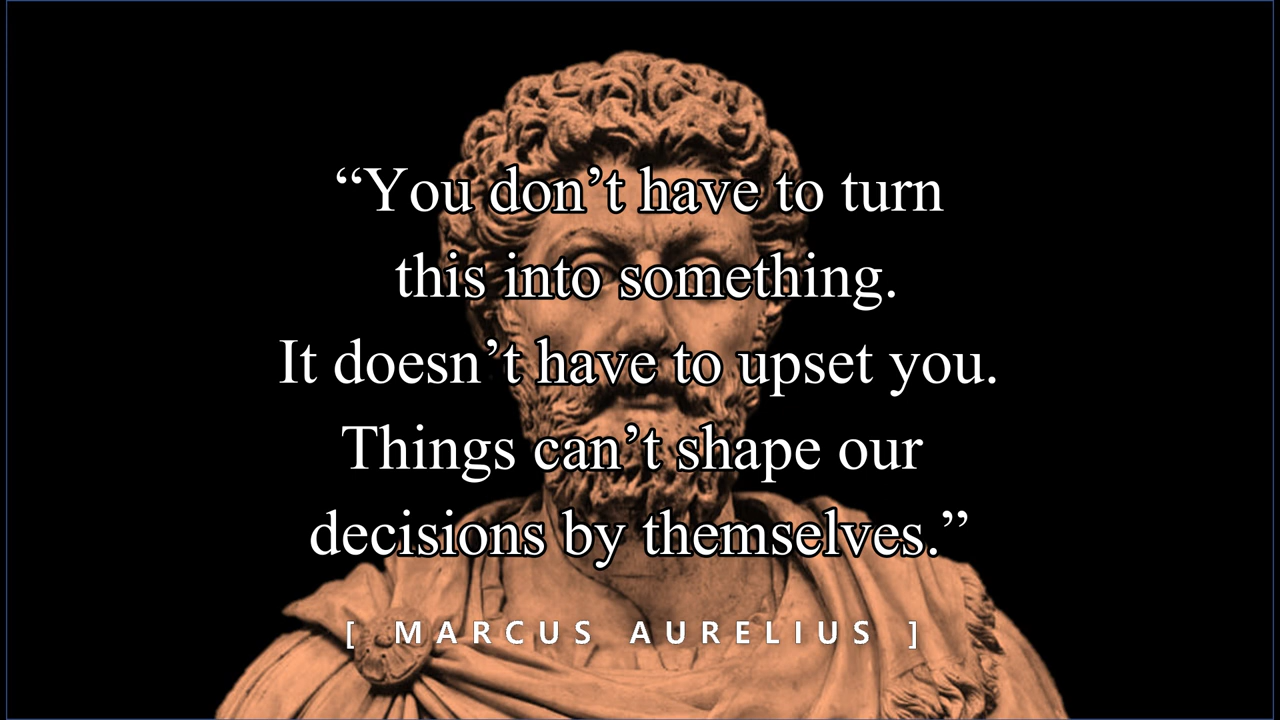 “You don’t have to turn
this into something.
It doesn’t have to upset you.
Things can’t shape our
decisions by themselves.”
[ MARCUS AURELIUS ]